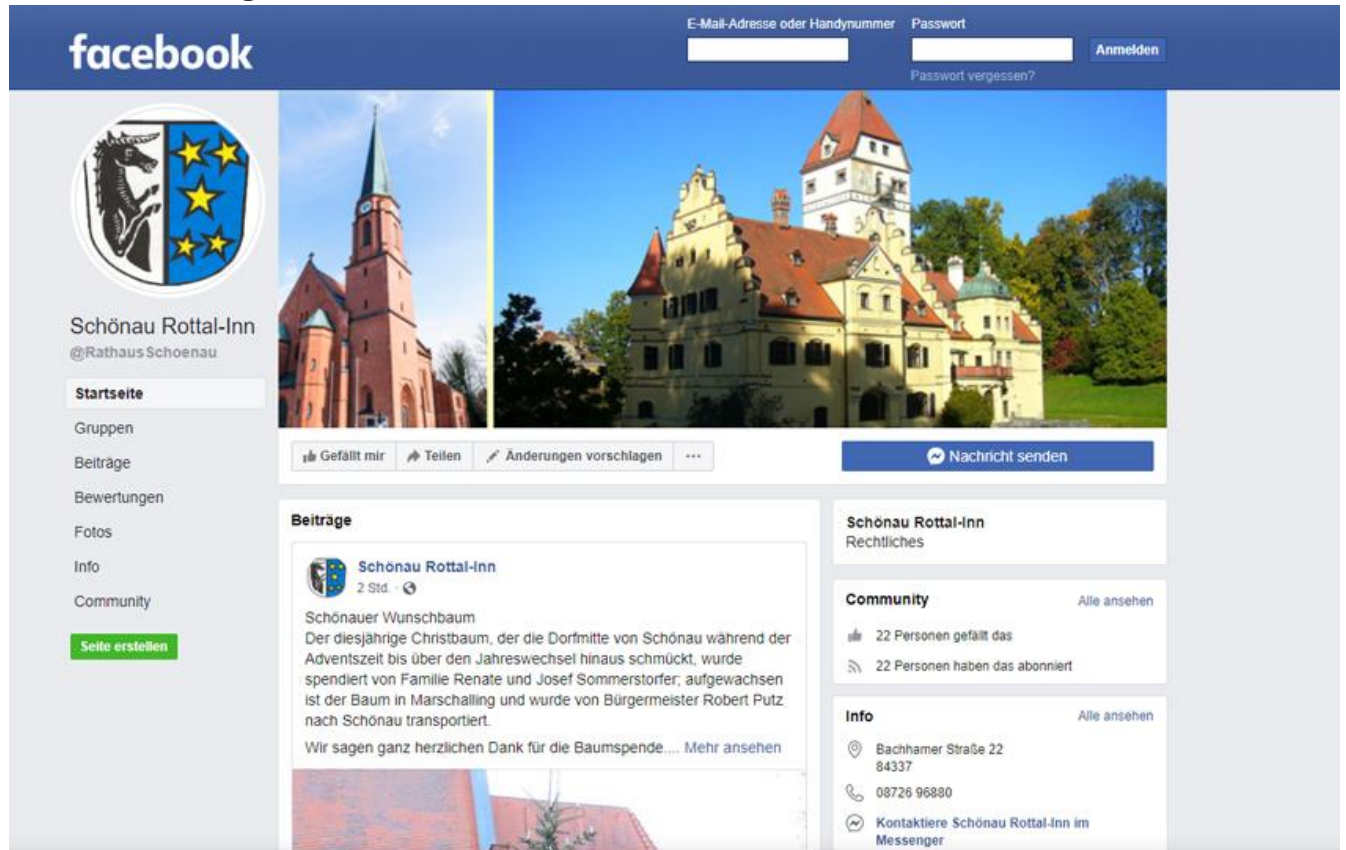 E-Mail-Adresse oder Handynummer
Passwort
facebook
Anmelden
Passwort vergessen?
Schönau Rottal-Inn
@RathausSchoenau
Startseite
Gruppen
Beiträge
Bewertungen
Fotos
Info
Community
Seite erstellen
Gefällt mir
Teilen
Änderungen vorschlagen
...
Nachricht senden
Beiträge
Schönau Rottal-Inn
2 Std. ·
Schönauer Wunschbaum
Der diesjährige Christbaum, der die Dorfmitte von Schönau während der
Adventszeit bis über den Jahreswechsel hinaus schmückt, wurde
spendiert von Familie Renate und Josef Sommerstorfer; aufgewachsen
ist der Baum in Marschalling und wurde von Bürgermeister Robert Putz
nach Schönau transportiert.
Wir sagen ganz herzlichen Dank für die Baumspende.... Mehr ansehen
Schönau Rottal-Inn
Rechtliches
Community
Alle ansehen
22 Personen gefällt das
22 Personen haben das abonniert
Info
Alle ansehen
Bachhamer Straße 22
84337
08726 96880
Kontaktiere Schönau Rottal-Inn im
Messenger